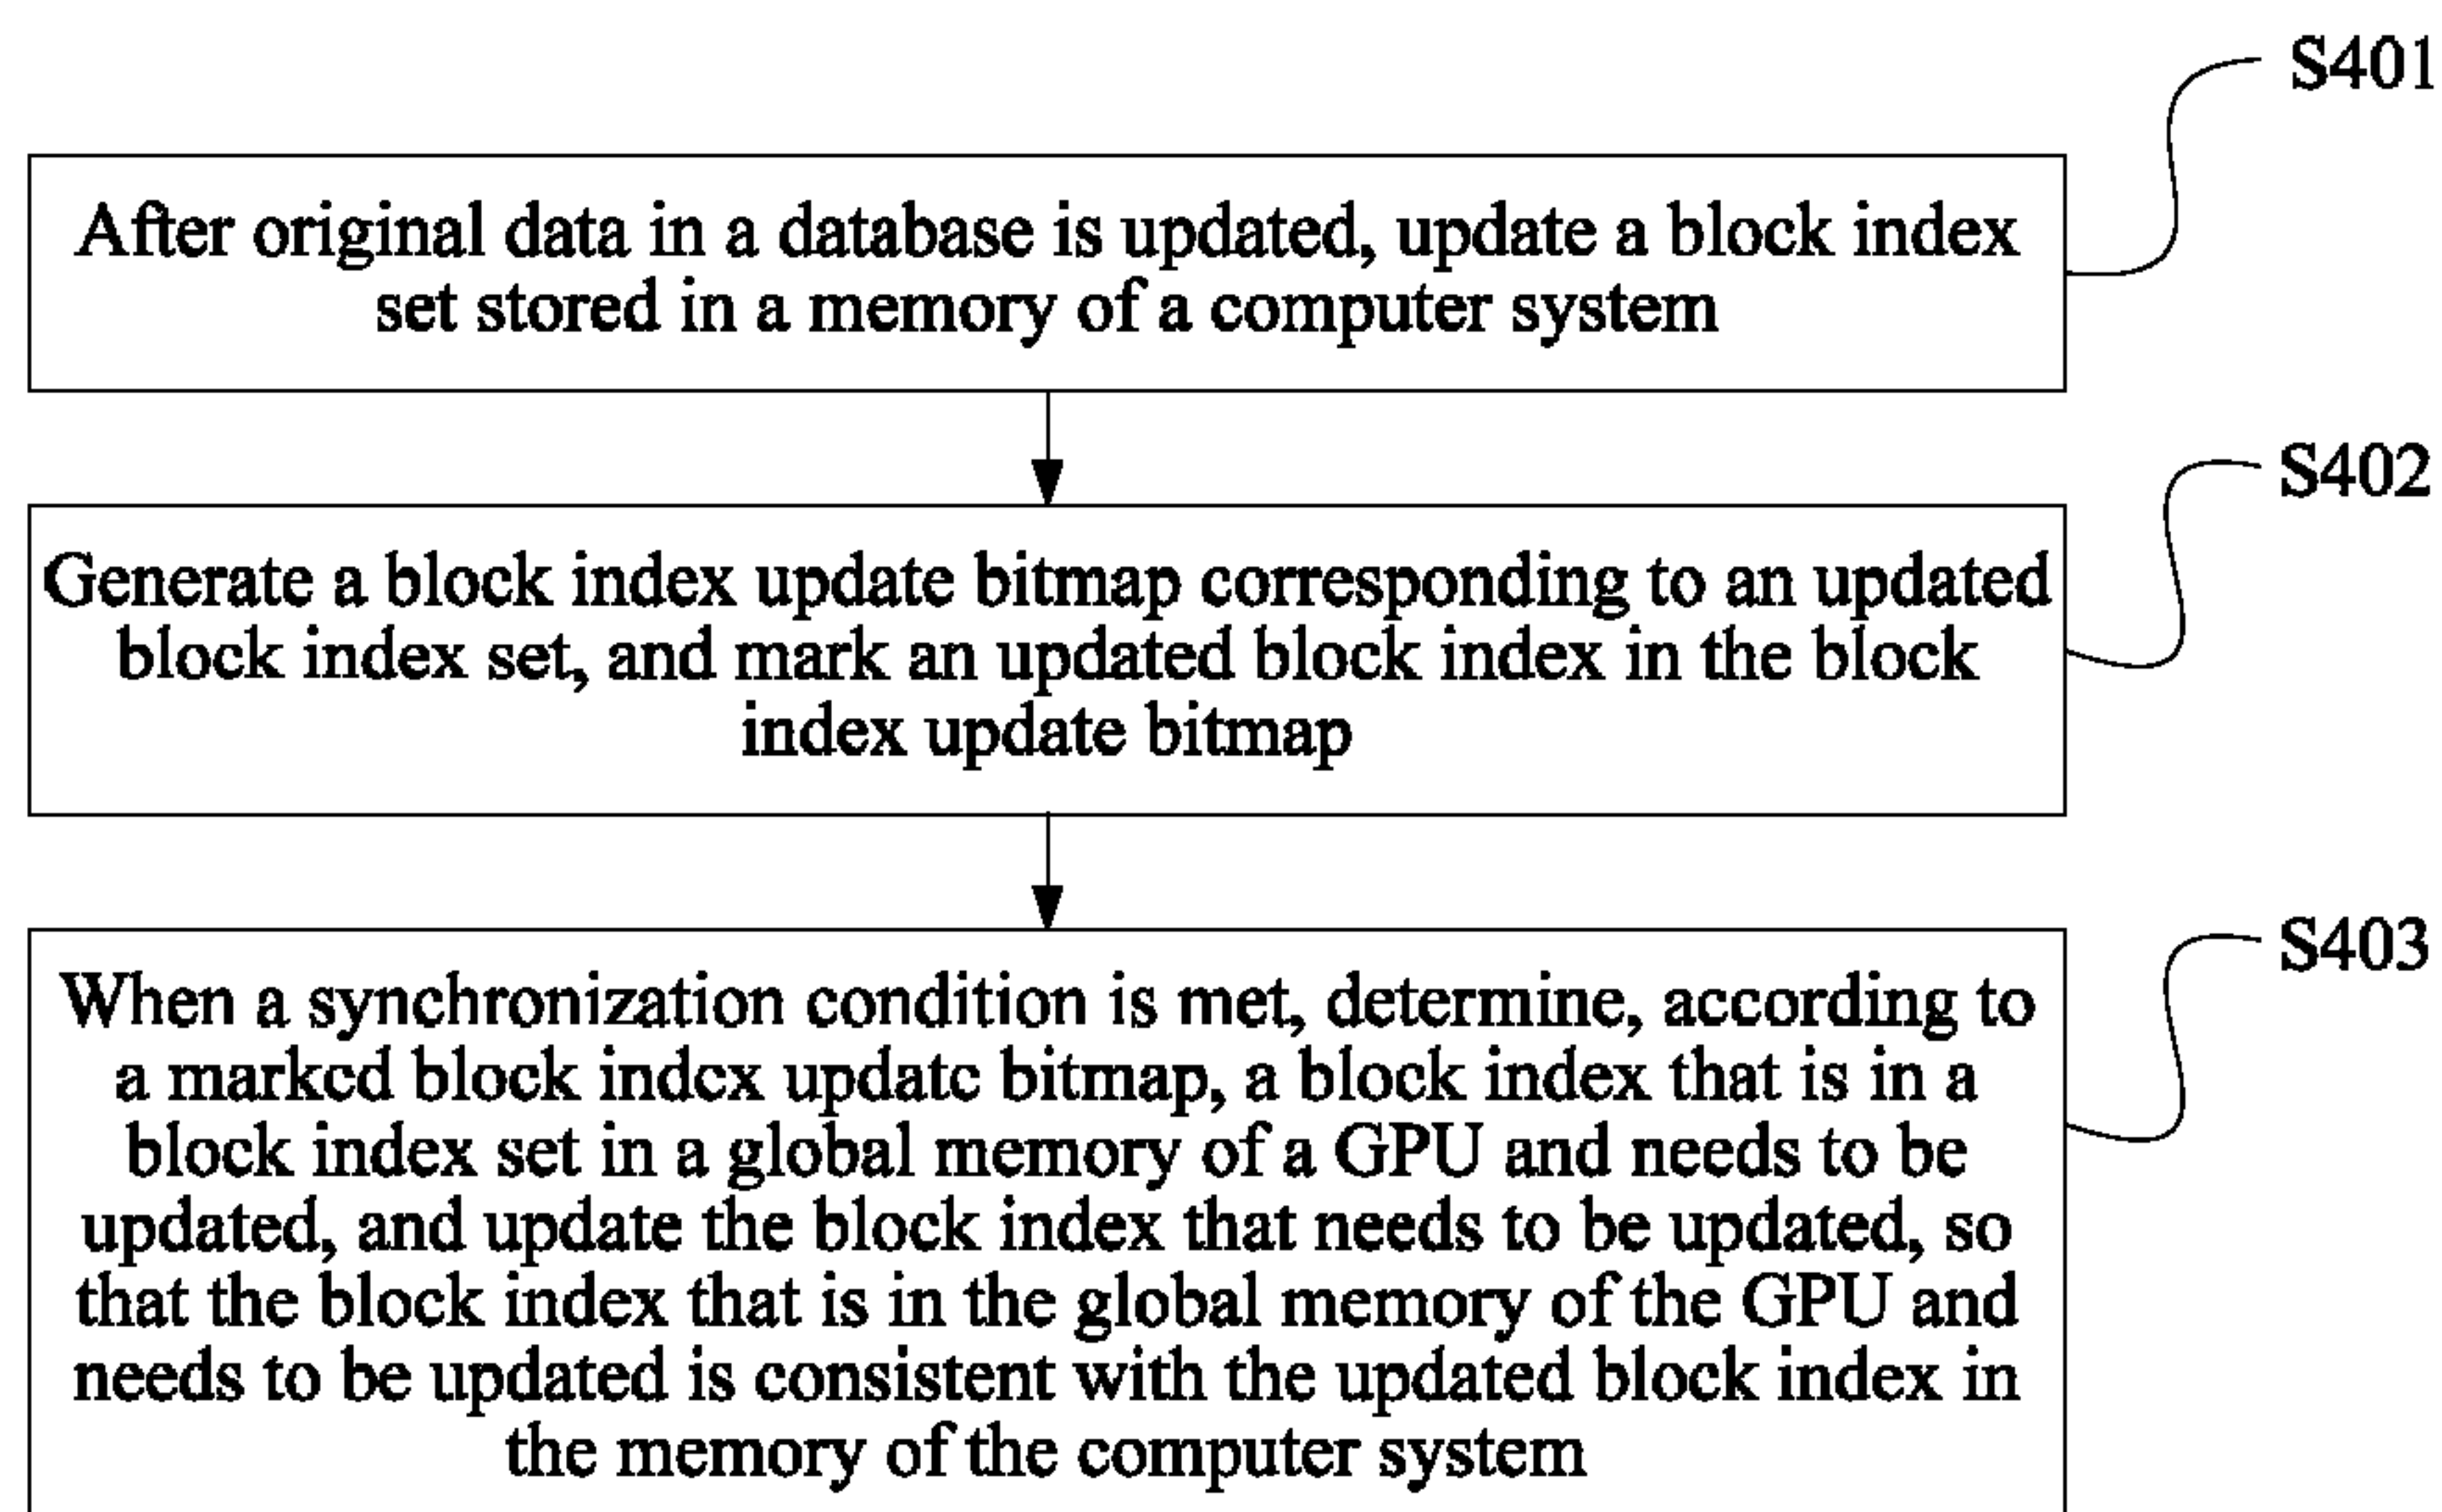 S401
After original data in a database is updated, update a block index
set stored in a memory of a computer system
S402
Generate a block index update bitmap corresponding to an updated
block index set, and mark an updated block index in the block
index update bitmap
S403
When a synchronization condition is met, determine, according to
a marked block index update bitmap, a block index that is in a
block index set in a global memory of a GPU and needs to be
updated, and update the block index that needs to be updated, so
that the block index that is in the global memory of the GPU and
needs to be updated is consistent with the updated block index in
the memory of the computer system